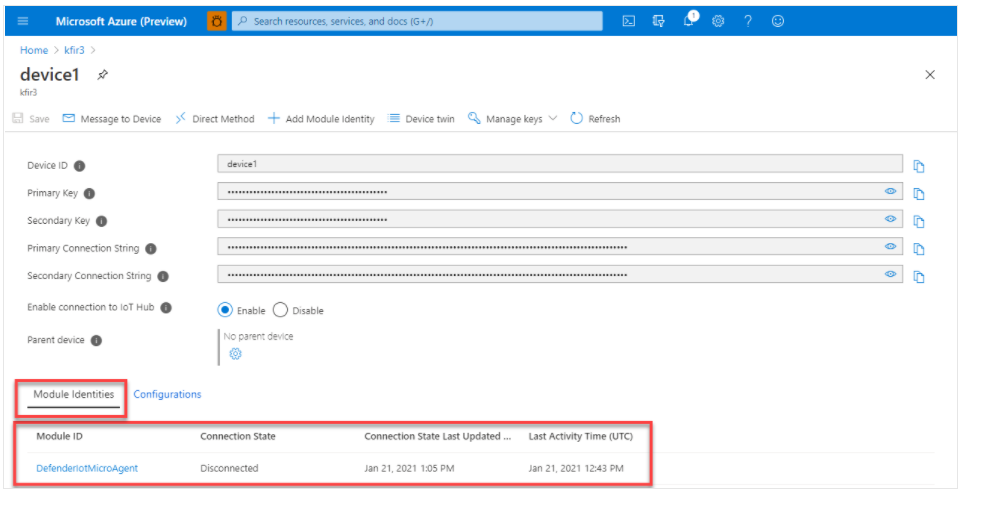 Microsoft Azure (Preview) Search resources, services, and docs (G+/) 1 ?
Home > kfir3 >
device1
kfir3
Save Message to Device Direct Method Add Module Identity Device twin Manage keys Refresh
Device ID device1
Primary Key ••••••••••••••••••••••••••••••••••••••••••••
Secondary Key ••••••••••••••••••••••••••••••••••••••••••••
Primary Connection String
Secondary Connection String
Enable connection to IoT Hub Enable Disable
Parent device No parent device
Module Identities Configurations
Module ID Connection State Connection State Last Updated ... Last Activity Time (UTC)
DefenderIotMicroAgent Disconnected Jan 21, 2021 1:05 PM Jan 21, 2021 12:43 PM